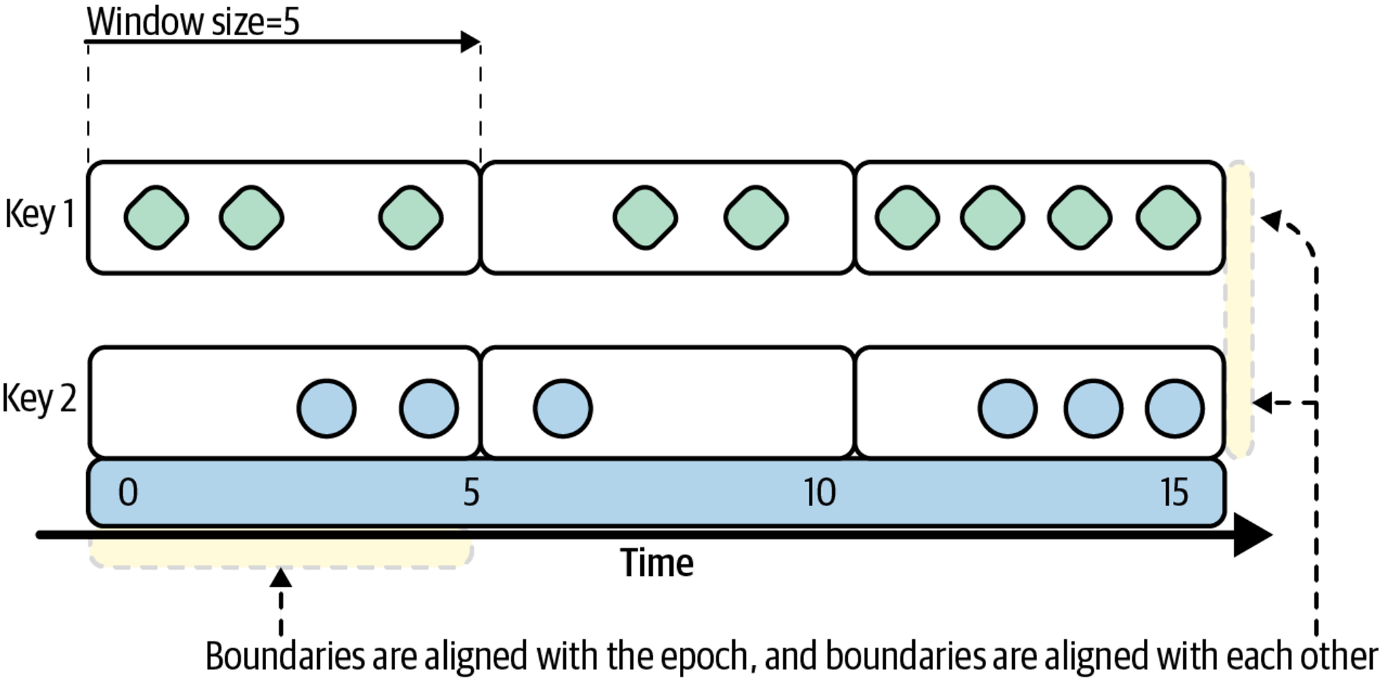 Window size=5
Key 1
Key 2
0 5 10 15
Time
Boundaries are aligned with the epoch, and boundaries are aligned with each other